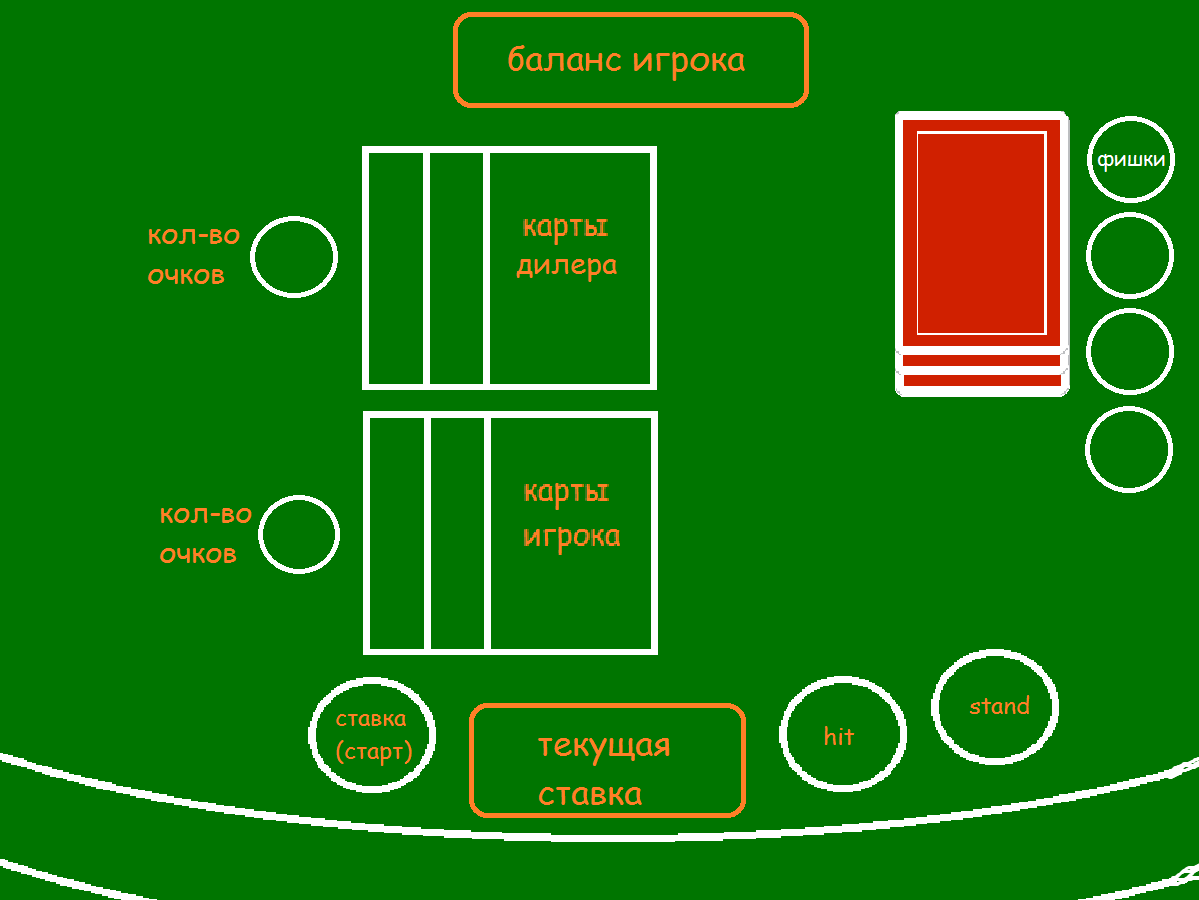 баланс игрока
фишки
карты
дилера
кол-во
очков
карты
игрока
кол-во
очков
ставка
(старт)
текущая
ставка
hit
stand